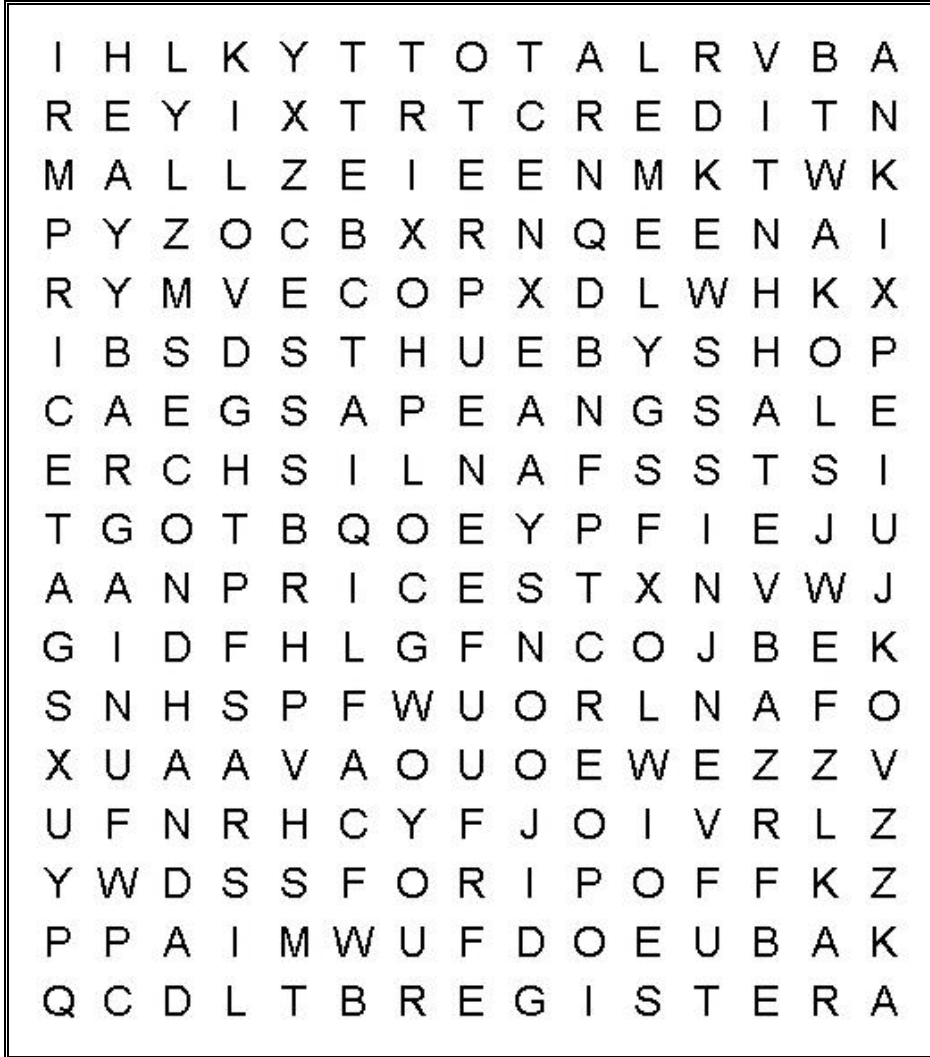 I H L K Y T T O T A L R V B A
R E Y I X T R T C R E D I T N
M A L L Z E I E E N M K T W K
P Y Z O C B X R N Q E E N A I
R Y M V E C O P X D L W H K X
I B S D S T H U E B Y S H O P
C A E G S A P E A N G S A L E
E R C H S I L N A F S S T S I
T G O T B Q O E Y P F I E J U
A A N P R I C E S T X N V W J
G I D F H L G F N C O J B E K
S N H S P F W U O R L N A F O
X U A A V A O U O E W E Z Z V
U F N R H C Y F J O I V R L Z
Y W D S S F O R I P O F F K Z
P P A I M W U F D O E U B A K
Q C D L T B R E G I S T E R A